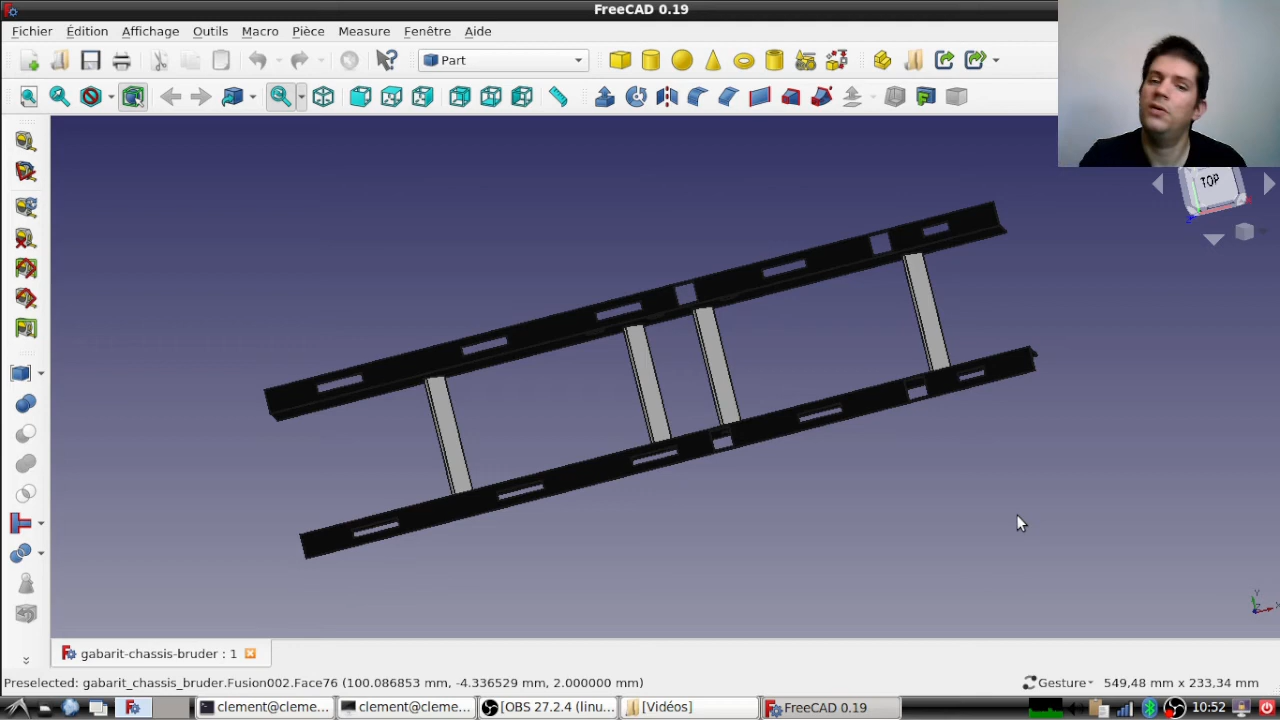 FreeCAD 0.19
Fichier Édition Affichage Outils Macro Pièce Measure Fenêtre Aide
Part
TOP
gabarit-chassis-bruder : 1
Preselected: gabarit_chassis_bruder.Fusion002.Face76 (100.086853 mm, -4.336529 mm, 2.000000 mm)
Gesture
549,48 mm x 233,34 mm
clement@cleme...
clement@cleme...
[OBS 27.2.4 (linu...
[Vidéos]
FreeCAD 0.19
10:52